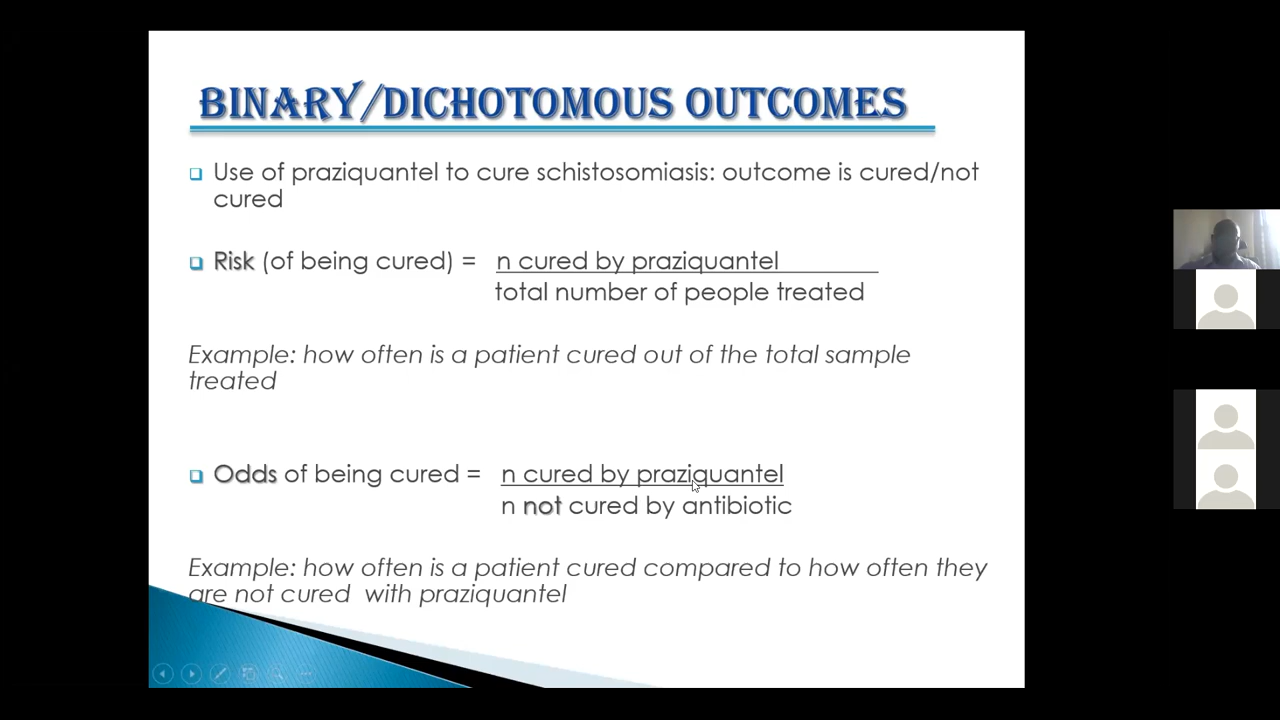 BINARY/DICHOTOMOUS OUTCOMES
Use of praziquantel to cure schistosomiasis: outcome is cured/not
cured
Risk (of being cured) = n cured by praziquantel
total number of people treated
Example: how often is a patient cured out of the total sample
treated
Odds of being cured = n cured by praziquantel
n not cured by antibiotic
Example: how often is a patient cured compared to how often they
are not cured with praziquantel